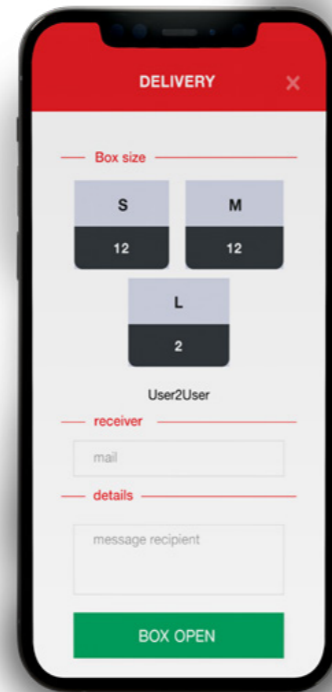 DELIVERY ×
Box size
S M
12 12
L
2
User2User
receiver
mail
details
message recipient
BOX OPEN